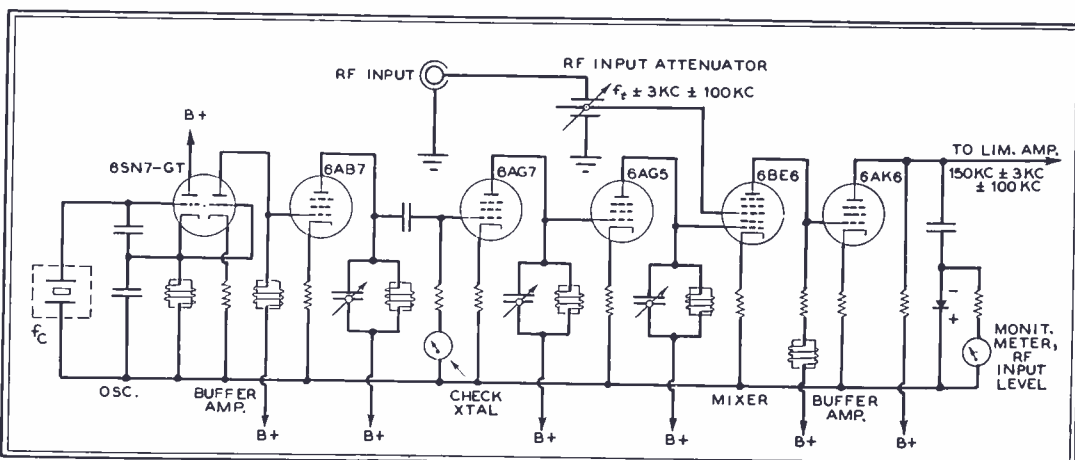 RF INPUT
RF INPUT ATTENUATOR
fₜ ± 3KC ± 100KC
B+
6SN7-GT
6AB7
6AG7
6AG5
6BE6
6AK6
TO LIM. AMP.
150KC ± 3KC
± 100KC
fC
OSC.
BUFFER
AMP.
CHECK
XTAL
MIXER
BUFFER
AMP.
−
+
MONIT.
METER,
RF
INPUT
LEVEL
B+
B+
B+
B+
B+
B+